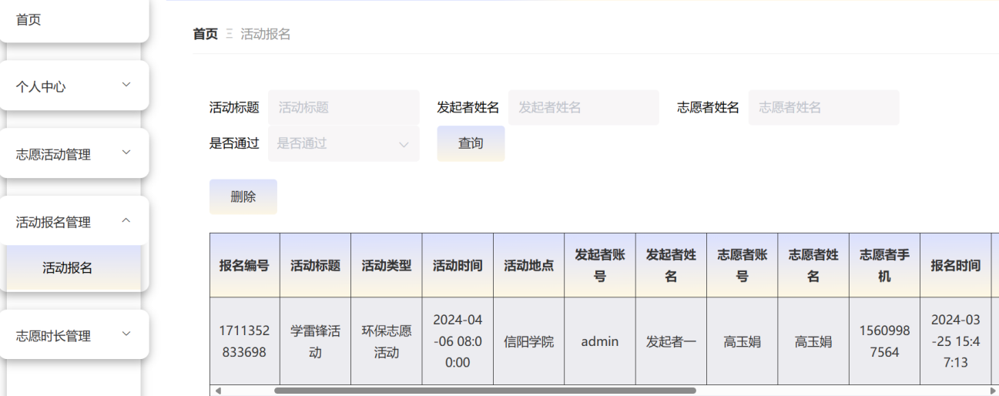 首页
个人中心
志愿活动管理
活动报名管理
活动报名
志愿时长管理
首页 活动报名
活动标题 活动标题 发起者姓名 发起者姓名 志愿者姓名 志愿者姓名
是否通过 是否通过 查询
删除
报名编号 活动标题 活动类型 活动时间 活动地点 发起者账号 发起者姓名 志愿者账号 志愿者姓名 志愿者手机 报名时间
1711352833698 学雷锋活动 环保志愿活动 2024-04-06 08:00:00 信阳学院 admin 发起者一 高玉娟 高玉娟 15609987564 2024-03-25 15:47:13